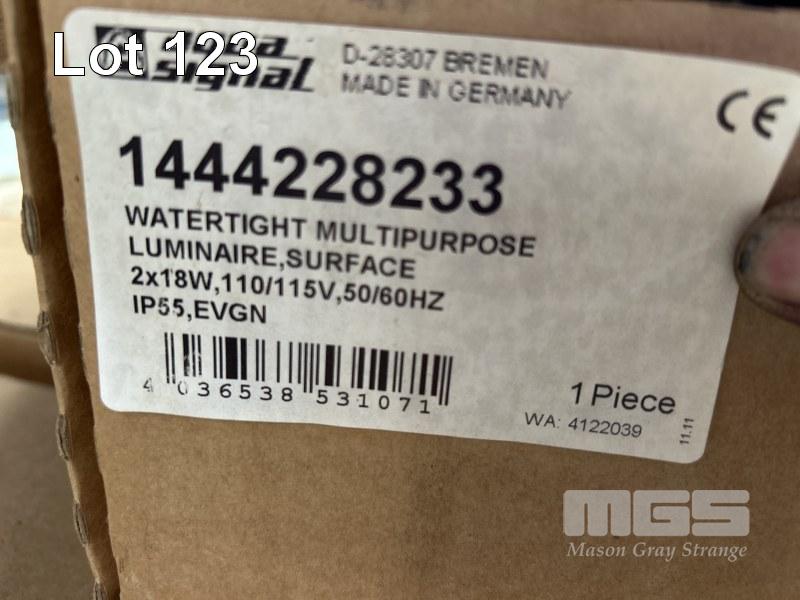 Lot 123
signal
D-28307 BREMEN
MADE IN GERMANY
CE
1444228233
WATERTIGHT MULTIPURPOSE
LUMINAIRE,SURFACE
2x18W,110/115V,50/60HZ
IP55,EVGN
4 036538 531071
1 Piece
WA: 4122039
11.11
MGS
Mason Gray Strange